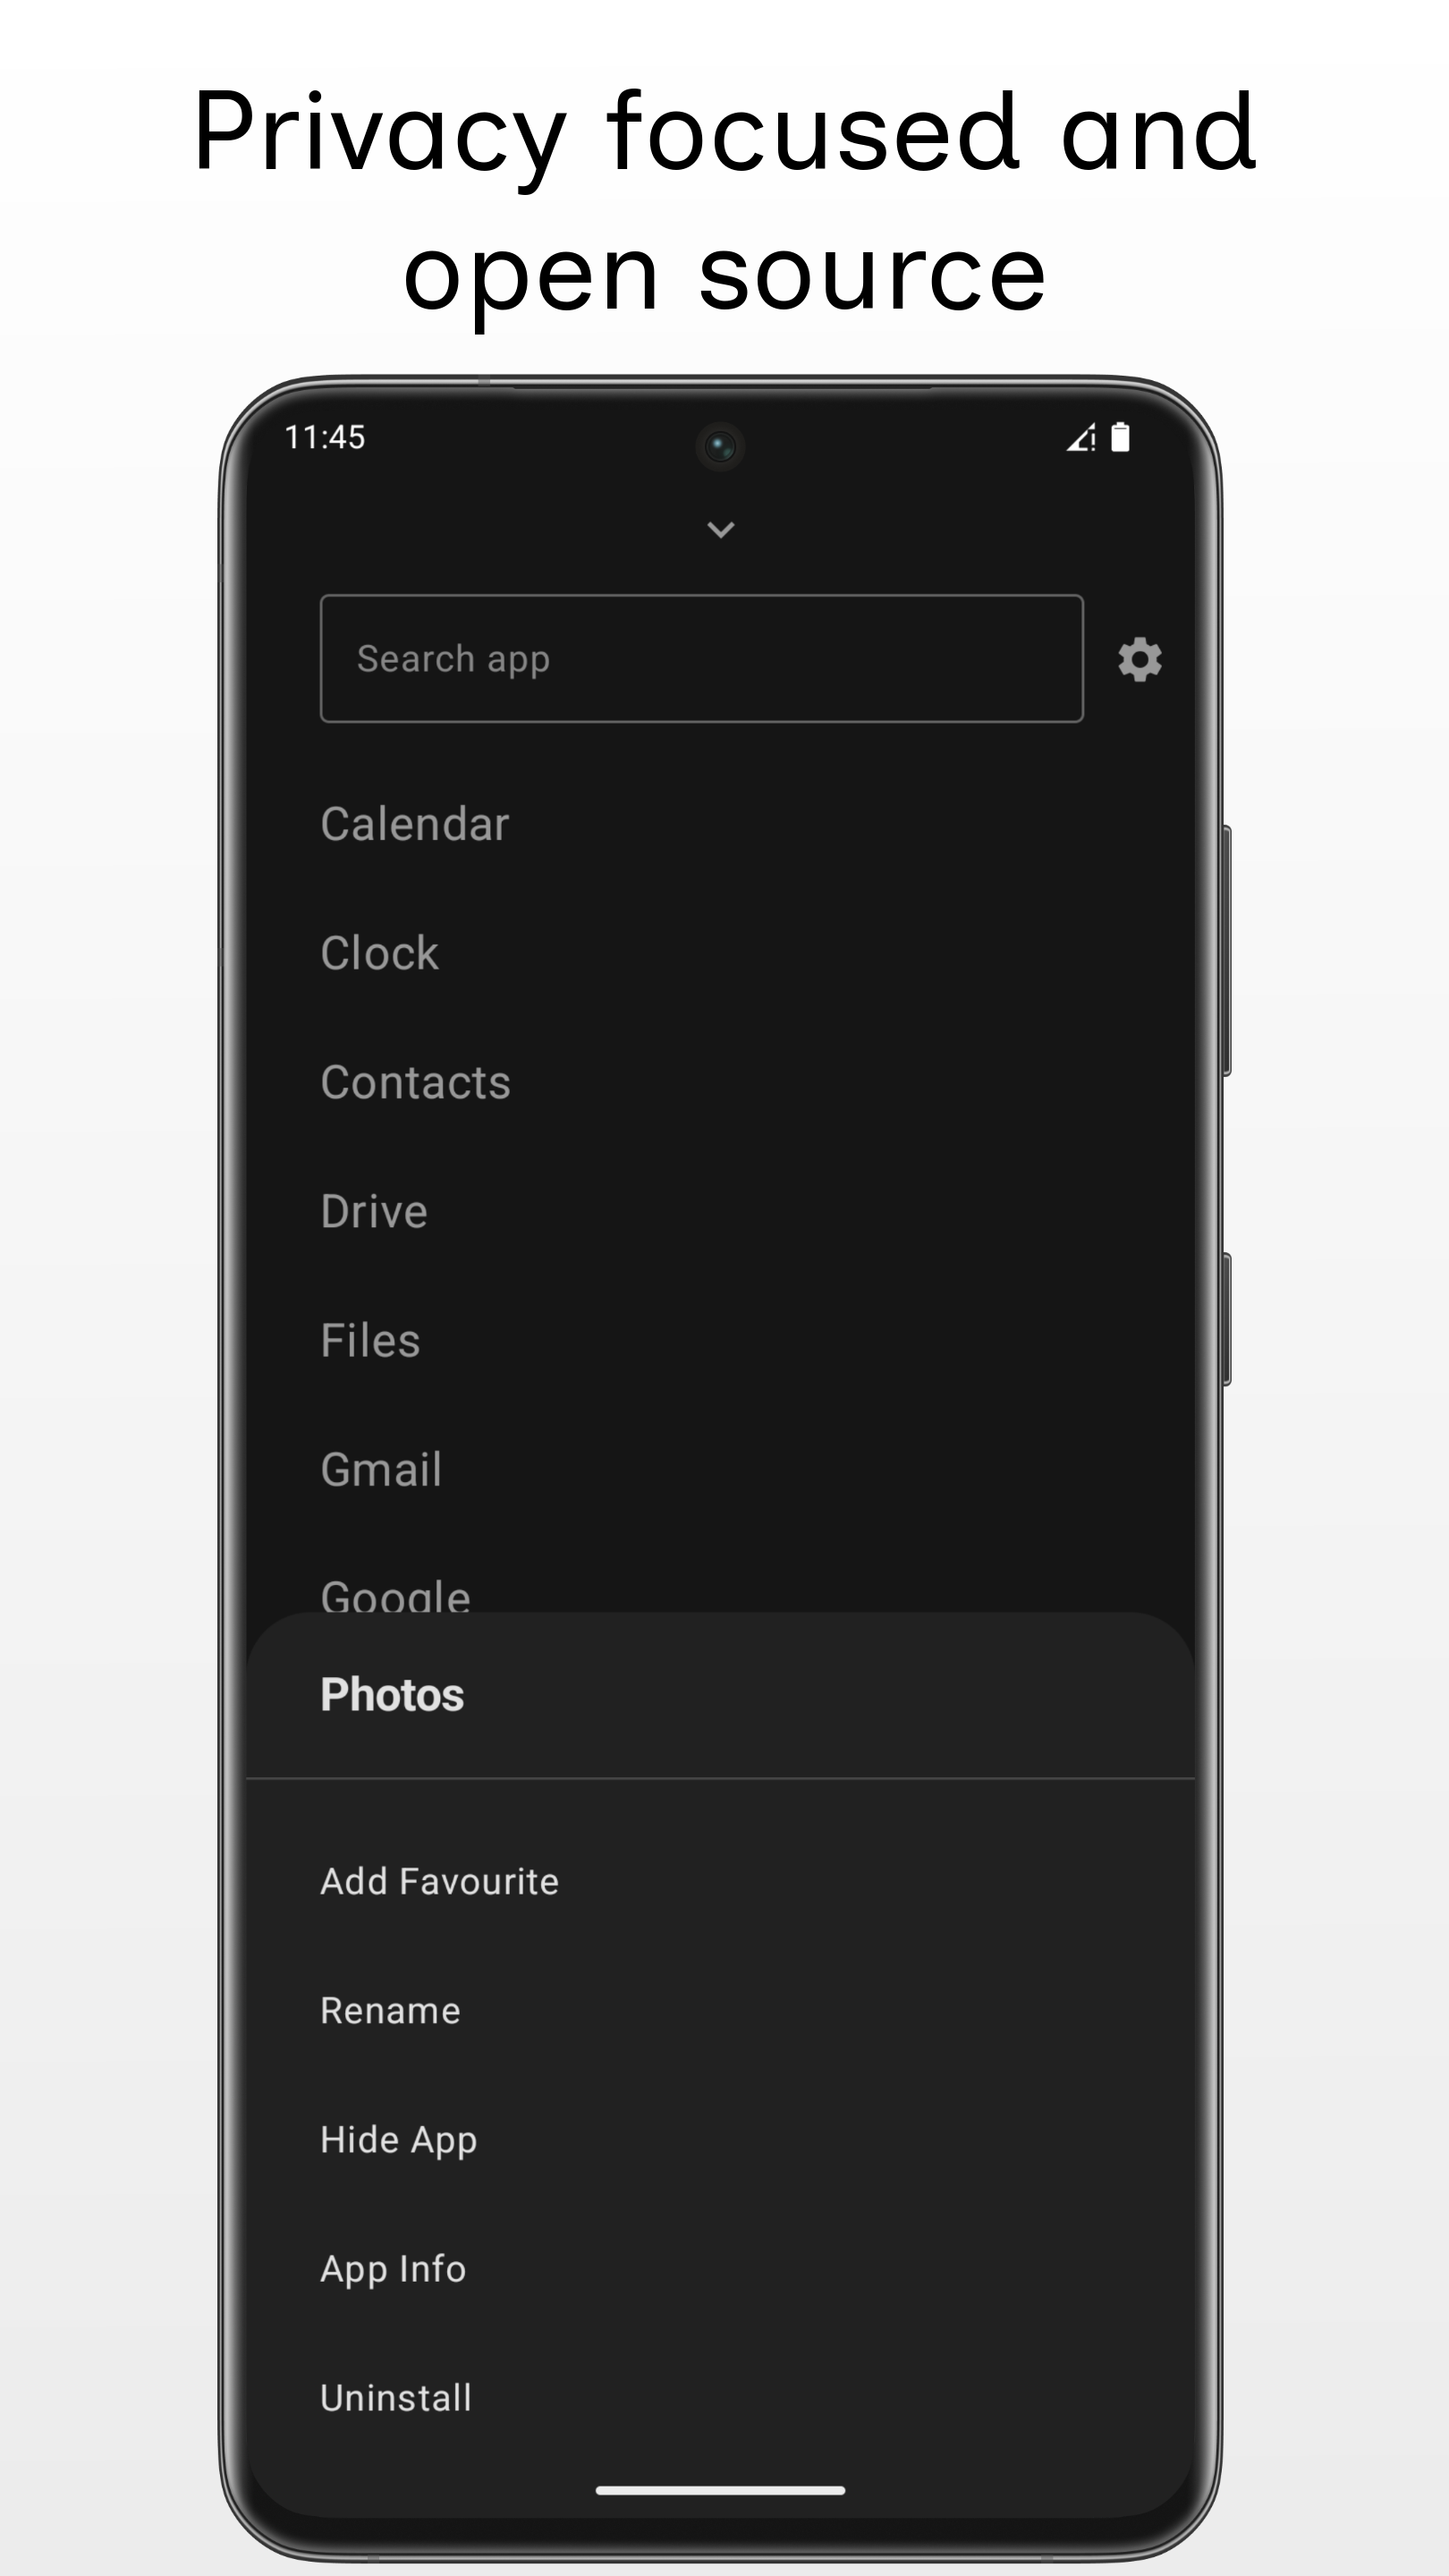 Privacy focused and
open source
11:45
Search app
Calendar
Clock
Contacts
Drive
Files
Gmail
Google
Photos
Add Favourite
Rename
Hide App
App Info
Uninstall